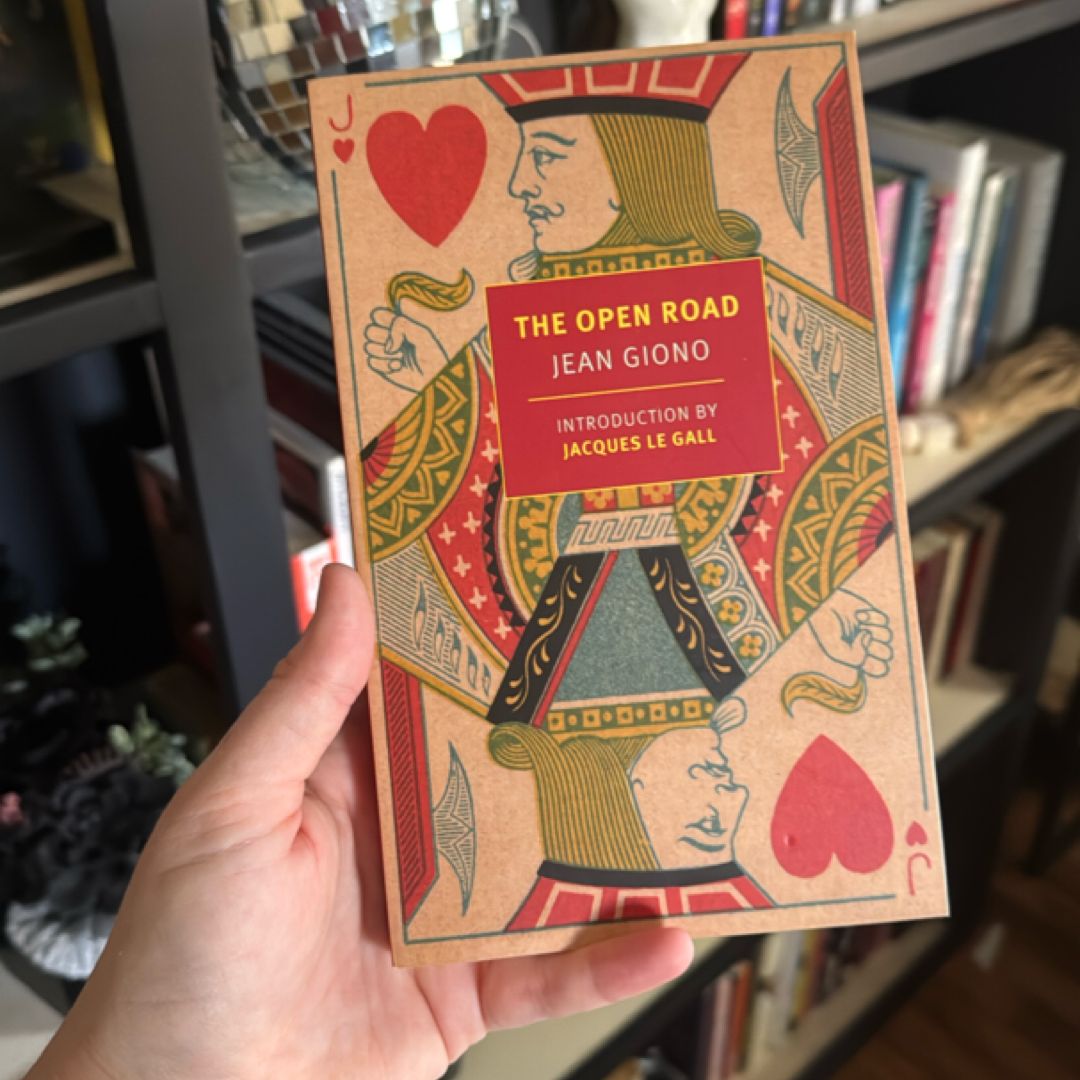 J
THE OPEN ROAD
JEAN GIONO
INTRODUCTION BY
JACQUES LE GALL
J